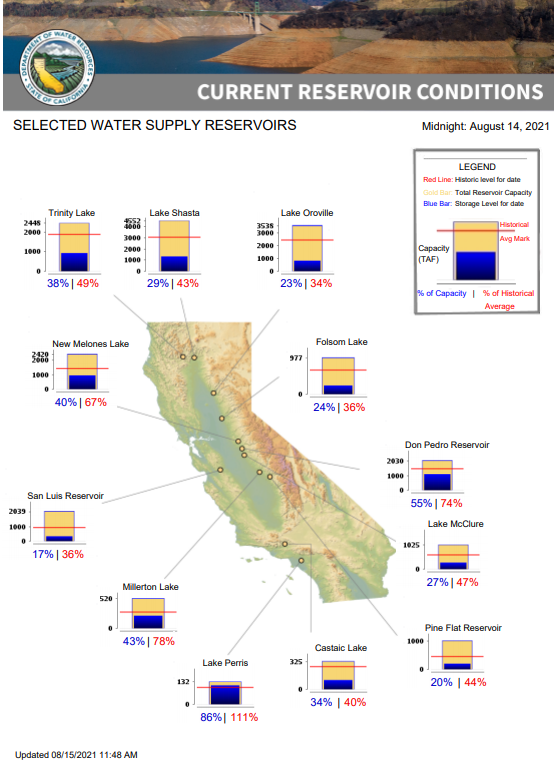 DEPARTMENT OF WATER RESOURCES
STATE OF CALIFORNIA
CURRENT RESERVOIR CONDITIONS
SELECTED WATER SUPPLY RESERVOIRS
Midnight: August 14, 2021
LEGEND
Red Line: Historic level for date
Gold Bar: Total Reservoir Capacity
Blue Bar: Storage Level for date
Historical
Avg Mark
Capacity
(TAF)
% of Capacity | % of Historical
Average
Trinity Lake
2448
2000
1000
0
38% | 49%
Lake Shasta
4552
4000
3000
2000
1000
0
29% | 43%
Lake Oroville
3538
3000
2000
1000
0
23% | 34%
New Melones Lake
2420
2000
1000
0
40% | 67%
Folsom Lake
977
0
24% | 36%
Don Pedro Reservoir
2030
1000
0
55% | 74%
San Luis Reservoir
2039
1000
0
17% | 36%
Lake McClure
1025
0
27% | 47%
Millerton Lake
520
0
43% | 78%
Pine Flat Reservoir
1000
0
20% | 44%
Castaic Lake
325
0
34% | 40%
Lake Perris
132
0
86% | 111%
Updated 08/15/2021 11:48 AM